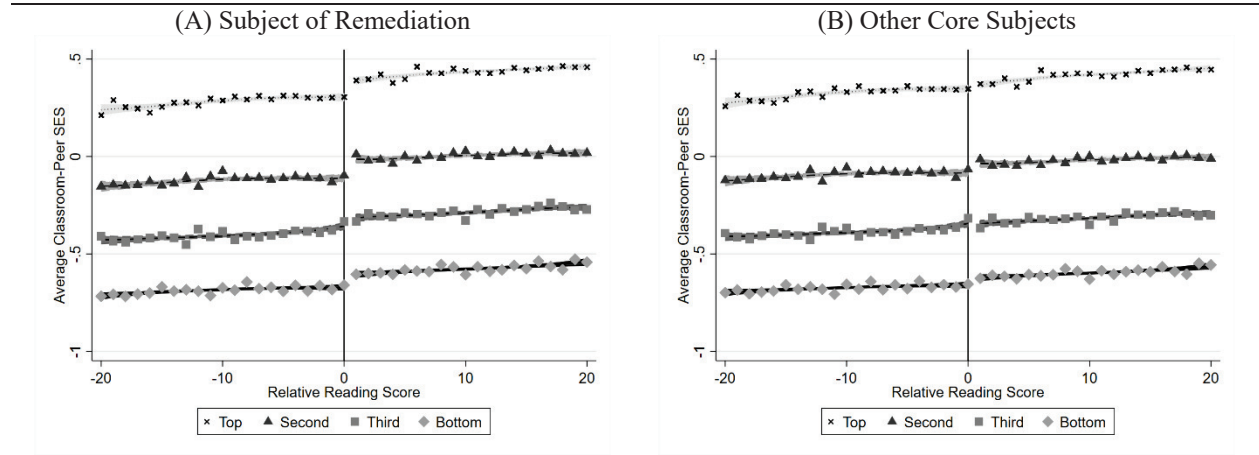 (A) Subject of Remediation
Average Classroom-Peer SES
.5
0
-.5
-1
-20
-10
0
10
20
Relative Reading Score
× Top ▲ Second ■ Third ◆ Bottom
(B) Other Core Subjects
Average Classroom-Peer SES
.5
0
-.5
-1
-20
-10
0
10
20
Relative Reading Score
× Top ▲ Second ■ Third ◆ Bottom